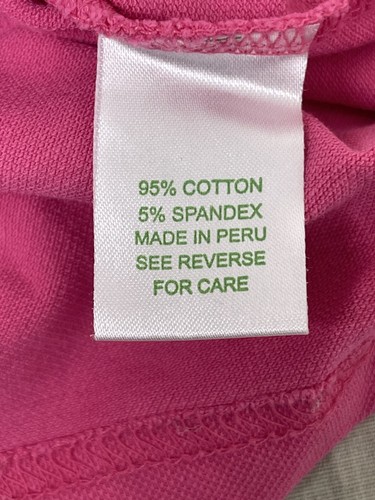 95% COTTON
5% SPANDEX
MADE IN PERU
SEE REVERSE
FOR CARE